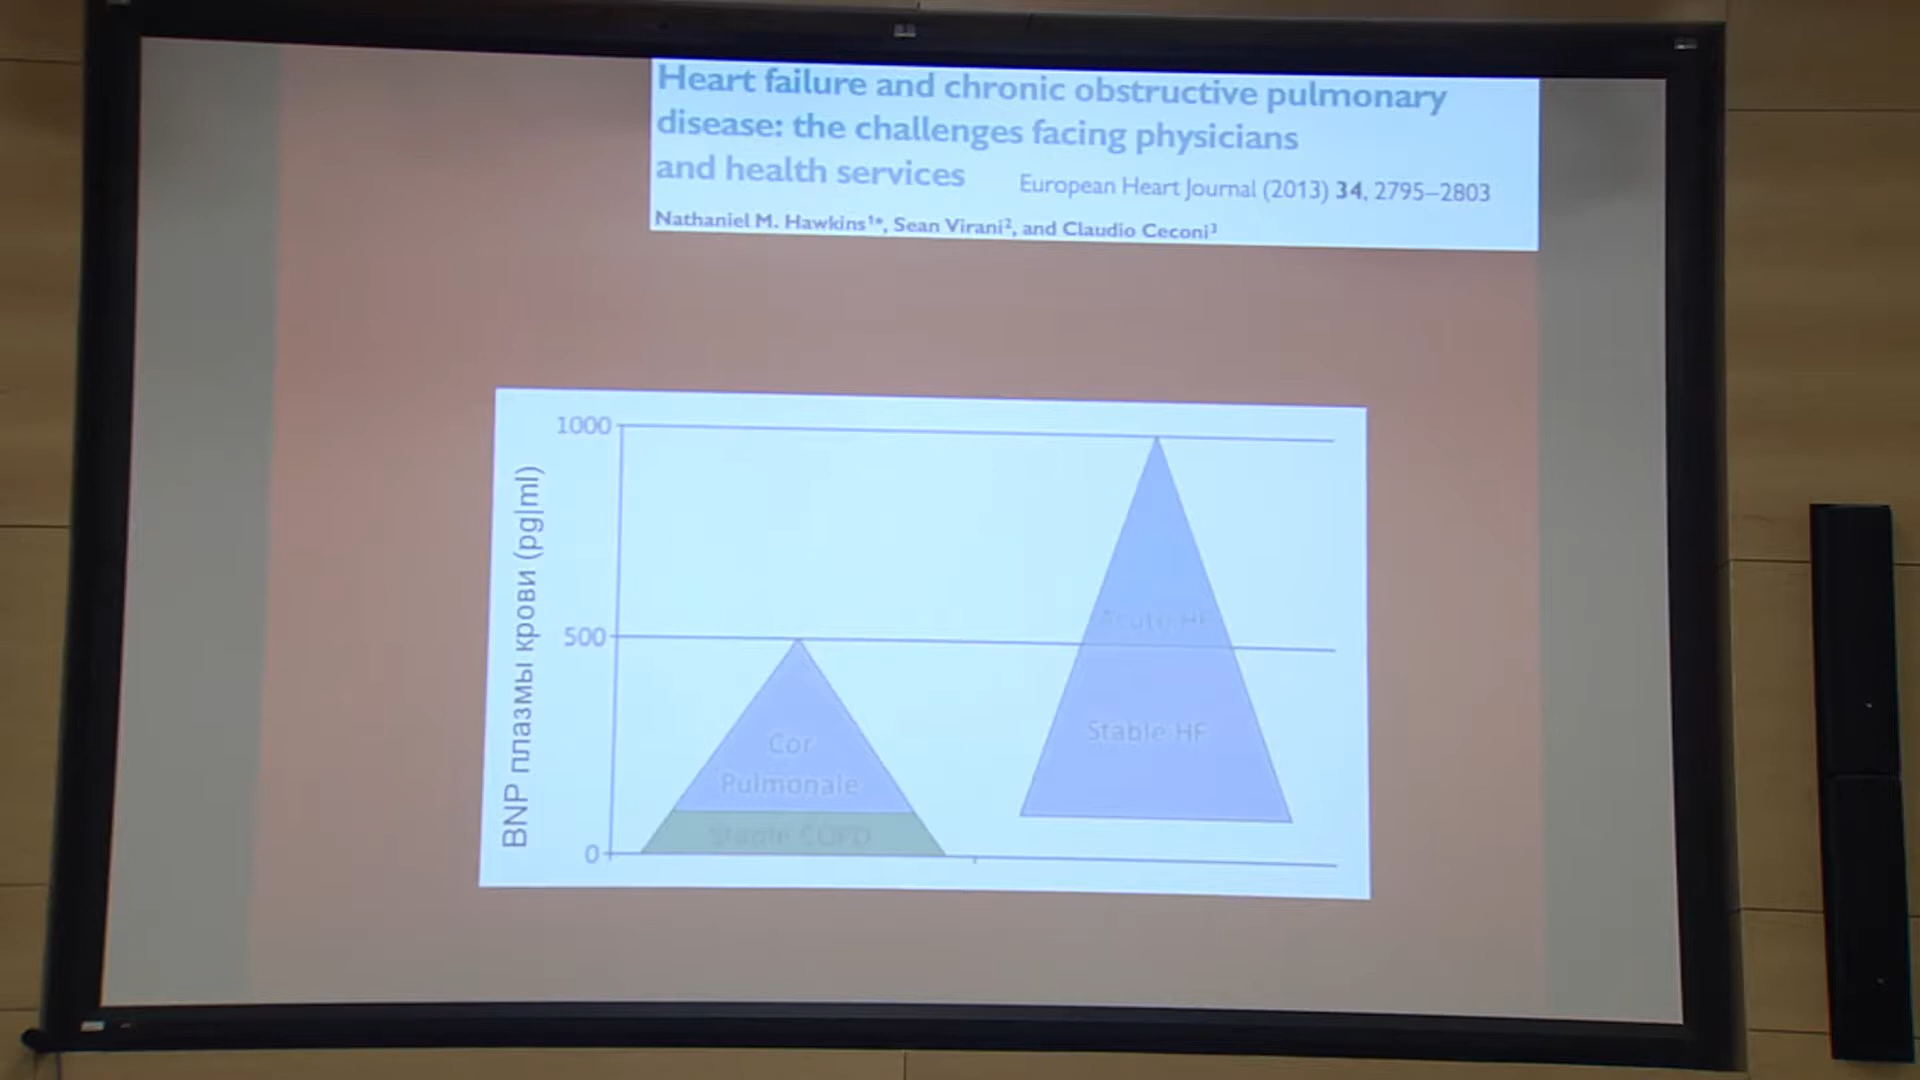 Heart failure and chronic obstructive pulmonary
disease: the challenges facing physicians
and health services
European Heart Journal (2013) 34, 2795–2803
Nathaniel M. Hawkins¹*, Sean Virani², and Claudio Ceconi³
BNP плазмы крови (pg|ml)
1000
500
0
Acute HF
Stable HF
Cor
Pulmonale
Stable COPD